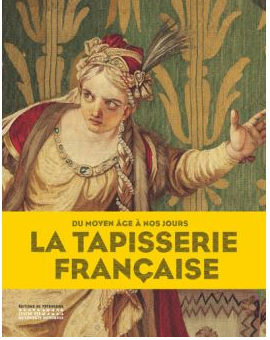 DU MOYEN ÂGE À NOS JOURS
LA TAPISSERIE
FRANÇAISE
ÉDITIONS DU PATRIMOINE